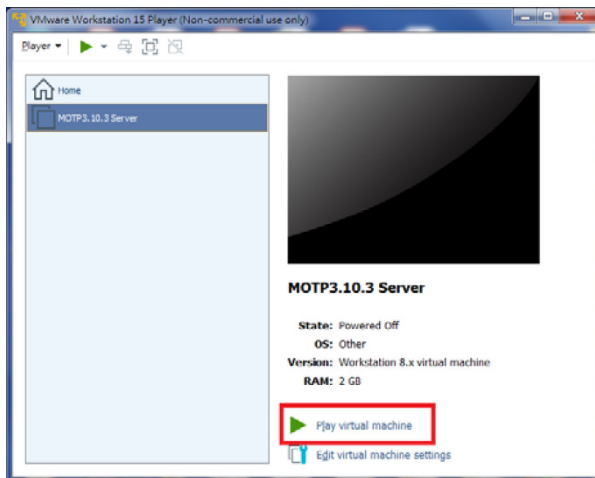 VMware Workstation 15 Player (Non-commercial use only)
Player
Home
MOTP3.10.3 Server
MOTP3.10.3 Server
State: Powered Off
OS: Other
Version: Workstation 8.x virtual machine
RAM: 2 GB
Play virtual machine
Edit virtual machine settings